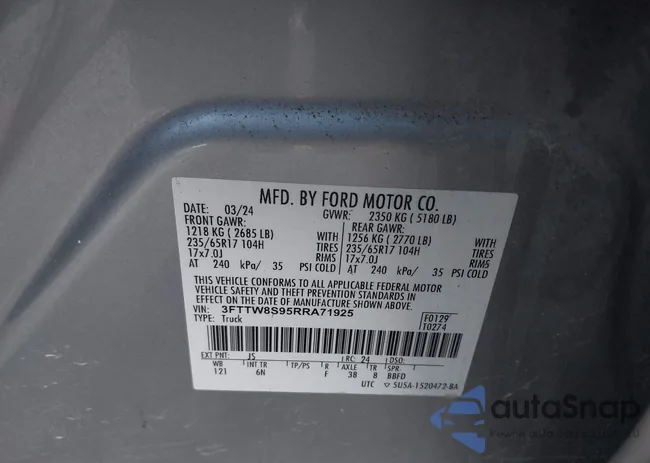 MFD. BY FORD MOTOR CO.
DATE: 03/24 GVWR: 2350 KG ( 5180 LB)
FRONT GAWR: REAR GAWR:
1218 KG ( 2685 LB) WITH 1256 KG ( 2770 LB) WITH
235/65R17 104H TIRES 235/65R17 104H TIRES
17x7.0J RIMS 17x7.0J RIMS
AT 240 kPa/ 35 PSI COLD AT 240 kPa/ 35 PSI COLD
THIS VEHICLE CONFORMS TO ALL APPLICABLE FEDERAL MOTOR
VEHICLE SAFETY AND THEFT PREVENTION STANDARDS IN
EFFECT ON THE DATE OF MANUFACTURE SHOWN ABOVE.
VIN: 3FTTW8S95RRA71925 F0129
TYPE: Truck T0274
EXT PNT: JS RC: 24 DSO:
WB INT TR TP/PS R AXLE TR SPR
121 6N F 38 8 BBFD
UTC 5U5A-1520472-BA
autoSnap
autoSnap